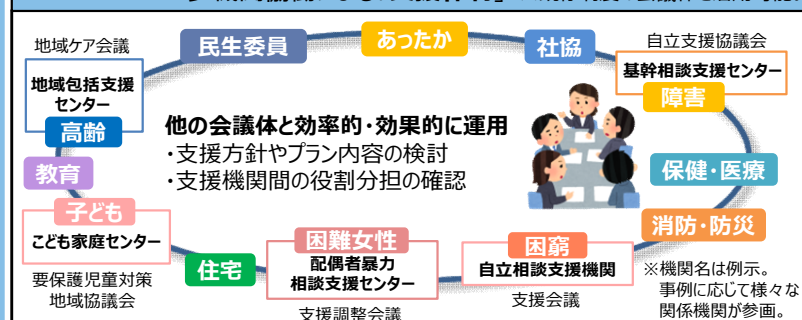 地域ケア会議
民生委員
あったか
社協
自立支援協議会
地域包括支援
センター
高齢
基幹相談支援センター
障害
他の会議体と効率的・効果的に運用
・支援方針やプラン内容の検討
・支援機関間の役割分担の確認
教育
保健・医療
子ども
こども家庭センター
要保護児童対策
地域協議会
住宅
困難女性
配偶者暴力
相談支援センター
支援調整会議
困窮
自立相談支援機関
支援会議
消防・防災
※機関名は例示。
事例に応じて様々な
関係機関が参画。